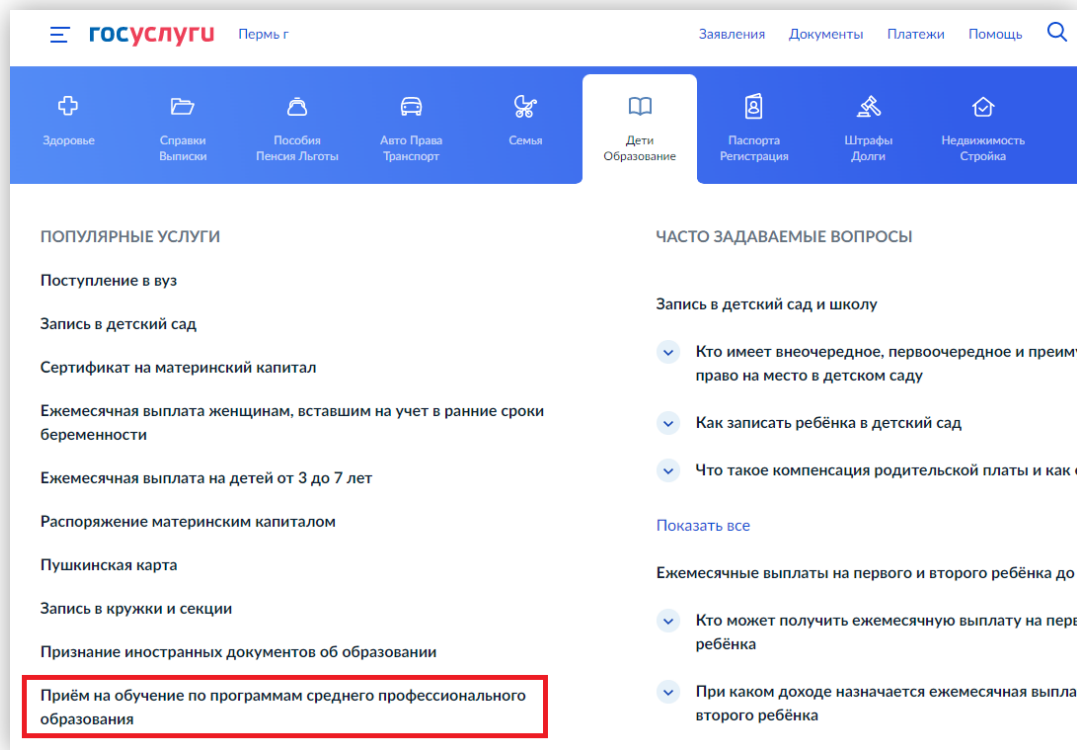 госуслуги Пермь г Заявления Документы Платежи Помощь
Здоровье
Справки
Выписки
Пособия
Пенсия Льготы
Авто Права
Транспорт
Семья
Дети
Образование
Паспорта
Регистрация
Штрафы
Долги
Недвижимость
Стройка
ПОПУЛЯРНЫЕ УСЛУГИ
Поступление в вуз
Запись в детский сад
Сертификат на материнский капитал
Ежемесячная выплата женщинам, вставшим на учет в ранние сроки
беременности
Ежемесячная выплата на детей от 3 до 7 лет
Распоряжение материнским капиталом
Пушкинская карта
Запись в кружки и секции
Признание иностранных документов об образовании
Приём на обучение по программам среднего профессионального
образования
ЧАСТО ЗАДАВАЕМЫЕ ВОПРОСЫ
Запись в детский сад и школу
Кто имеет внеочередное, первоочередное и
право на место в детском саду
Как записать ребёнка в детский сад
Что такое компенсация родительской платы и как
Показать все
Ежемесячные выплаты на первого и второго ребёнка до
Кто может получить ежемесячную выплату на
ребёнка
При каком доходе назначается ежемесячная
второго ребёнка